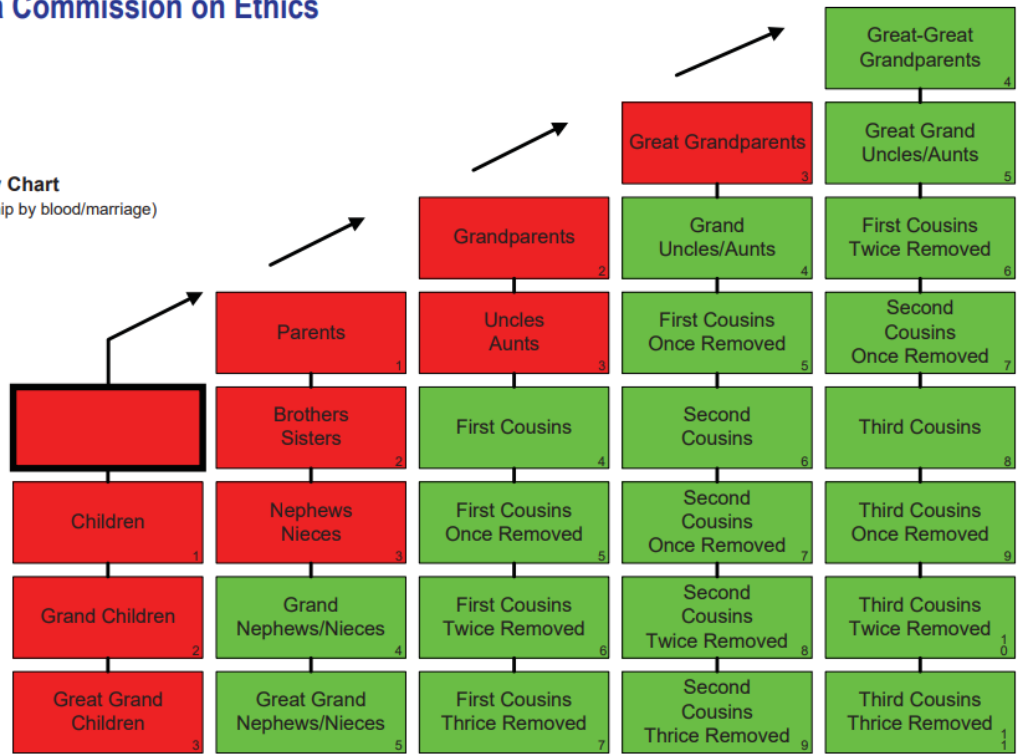 a Commission on Ethics
Chart
ip by blood/marriage)
Children
1
Grand Children
2
Great Grand
Children
3
Parents
1
Brothers
Sisters
2
Nephews
Nieces
3
Grand
Nephews/Nieces
4
Great Grand
Nephews/Nieces
5
Grandparents
2
Uncles
Aunts
3
First Cousins
4
First Cousins
Once Removed
5
First Cousins
Twice Removed
6
First Cousins
Thrice Removed
7
Great Grandparents
3
Grand
Uncles/Aunts
4
First Cousins
Once Removed
5
Second
Cousins
6
Second
Cousins
Once Removed
7
Second
Cousins
Twice Removed
8
Second
Cousins
Thrice Removed
9
Great-Great
Grandparents
4
Great Grand
Uncles/Aunts
5
First Cousins
Twice Removed
6
Second
Cousins
Once Removed
7
Third Cousins
8
Third Cousins
Once Removed
9
Third Cousins
Twice Removed
1
0
Third Cousins
Thrice Removed
1
1